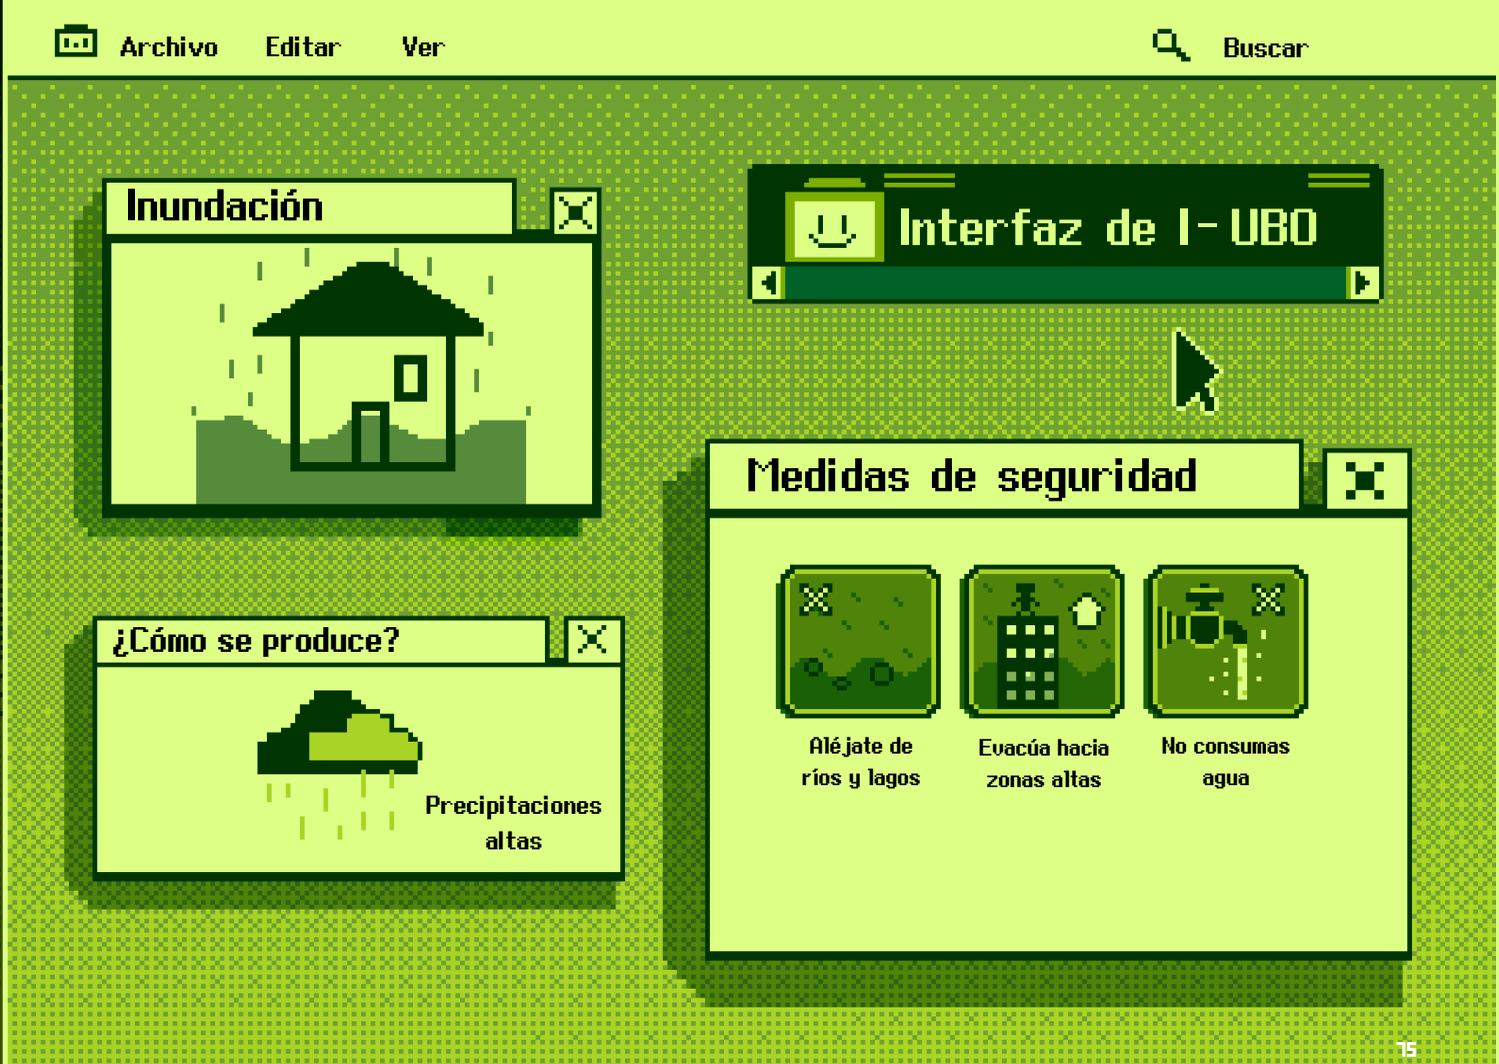 Archivo Editar Ver Buscar
Inundación
Interfaz de I-UBO
¿Cómo se produce?
Precipitaciones
altas
Medidas de seguridad
Aléjate de
ríos y lagos
Evacúa hacia
zonas altas
No consumas
agua
75